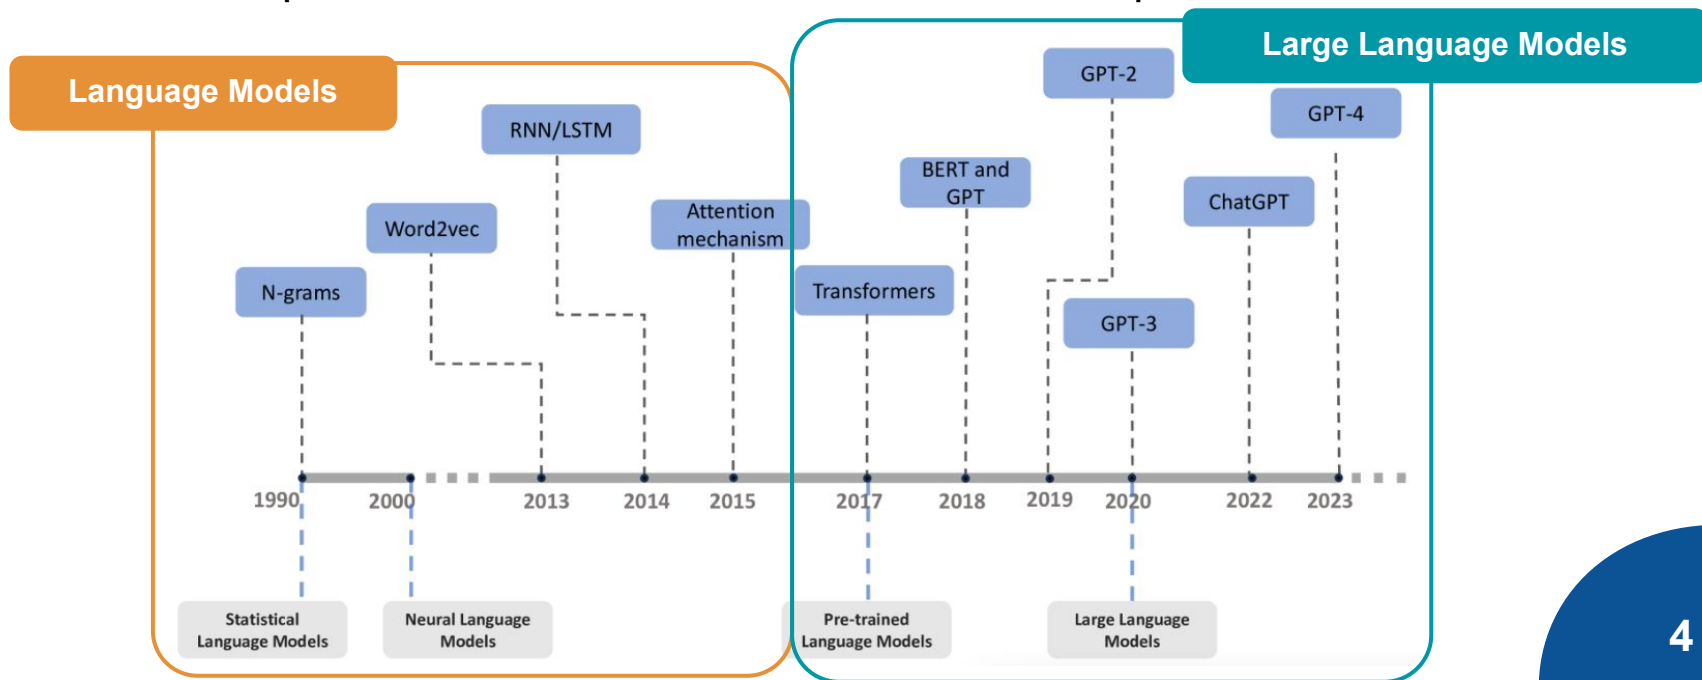 Language Models
Large Language Models
GPT-2
GPT-4
RNN/LSTM
BERT and
GPT
ChatGPT
Attention
mechanism
Word2vec
N-grams
Transformers
GPT-3
1990
2000
2013
2014
2015
2017
2018
2019
2020
2022
2023
Statistical
Language Models
Neural Language
Models
Pre-trained
Language Models
Large Language
Models
4